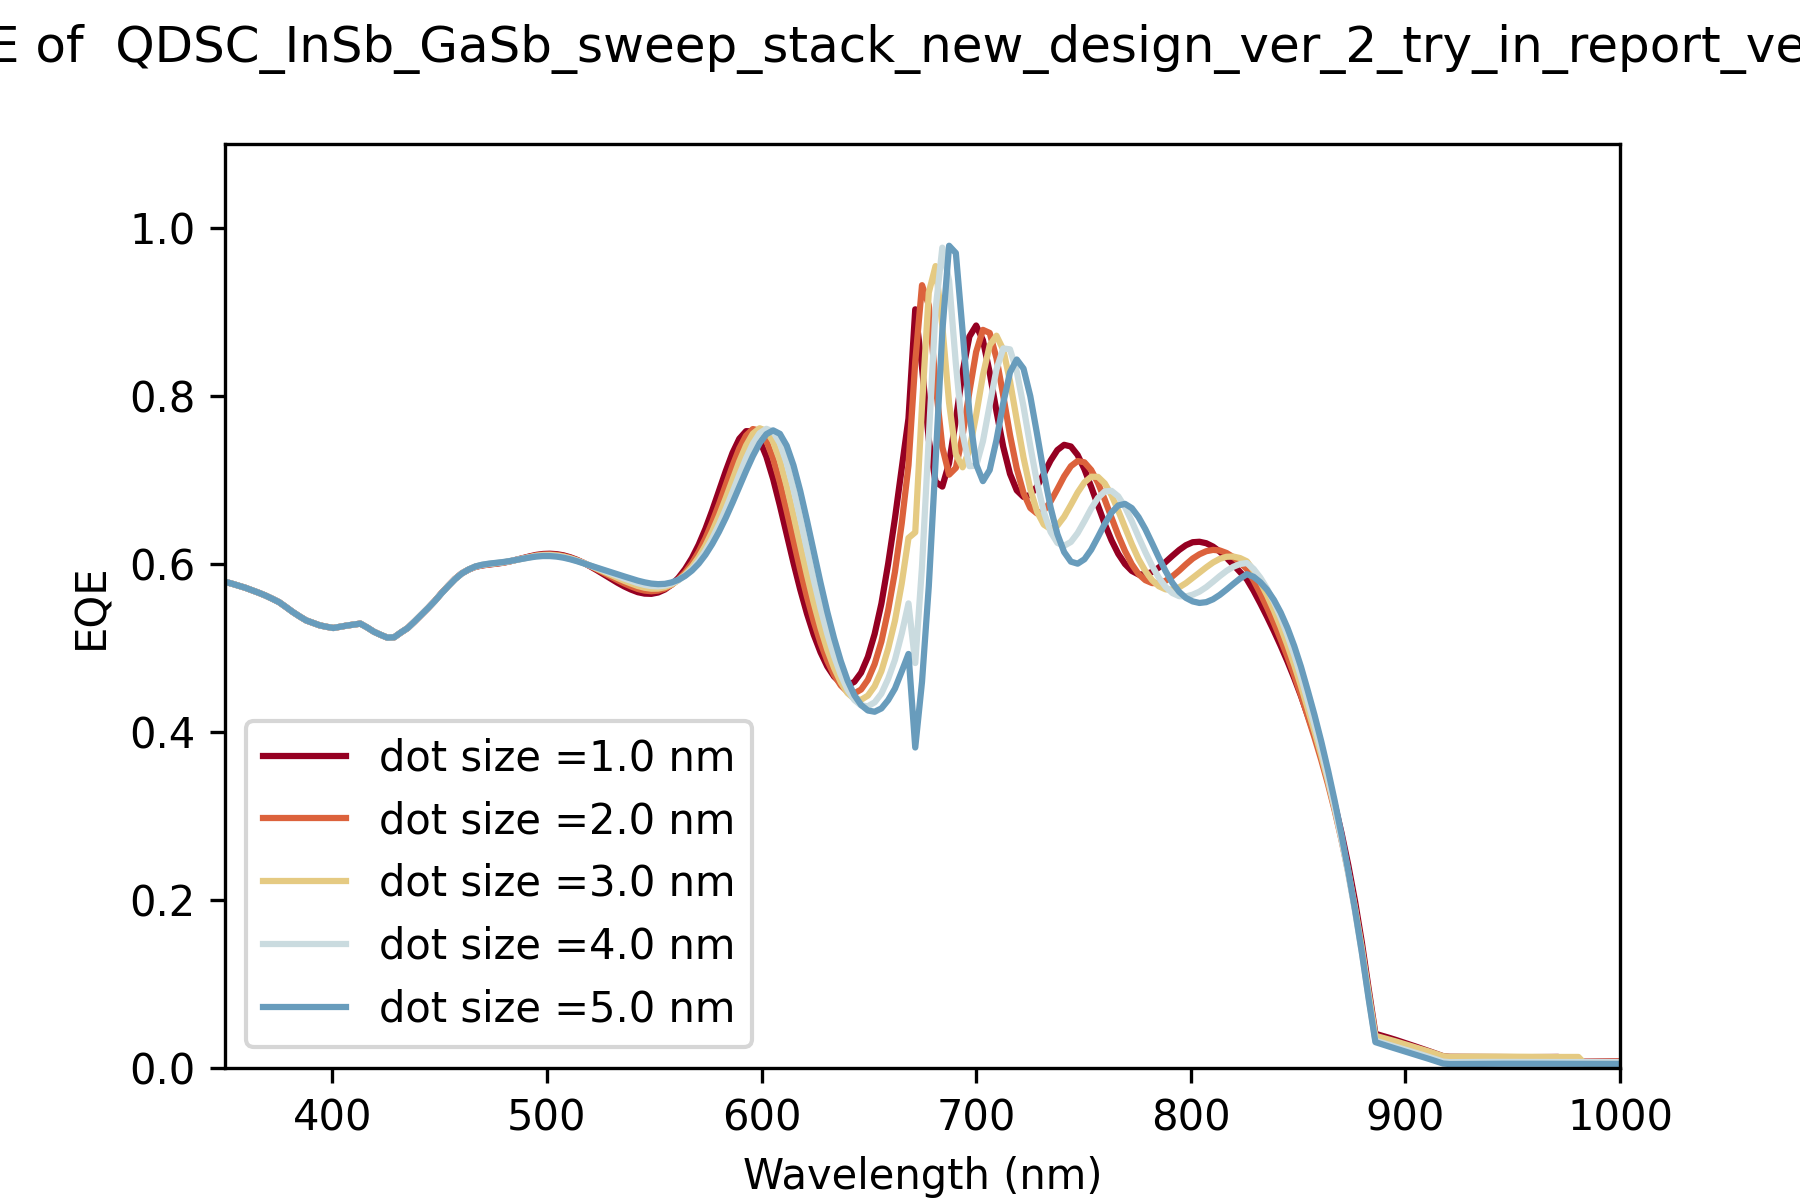 E of  QDSC_InSb_GaSb_sweep_stack_new_design_ver_2_try_in_report_ve
EQE
1.0
0.8
0.6
0.4
0.2
0.0
dot size =1.0 nm
dot size =2.0 nm
dot size =3.0 nm
dot size =4.0 nm
dot size =5.0 nm
400 500 600 700 800 900 1000
Wavelength (nm)